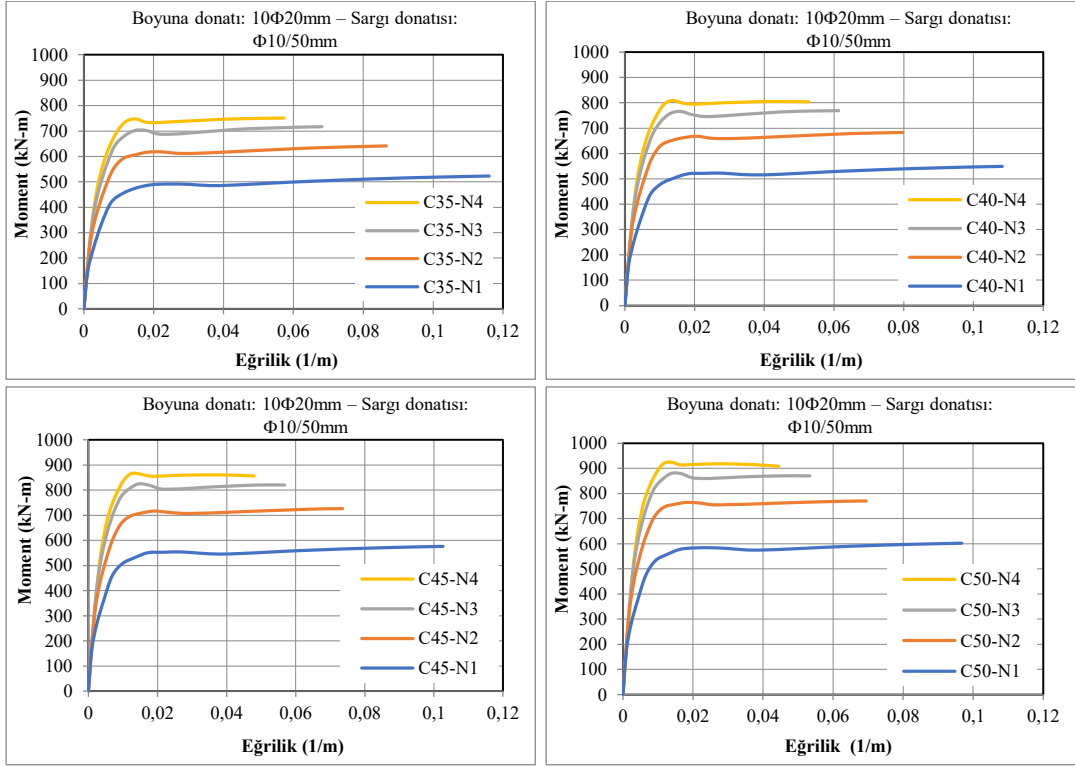 Boyuna donatı: 10Φ20mm – Sargı donatısı:
Φ10/50mm
Moment (kN-m)
1000
900
800
700
600
500
400
300
200
100
0
C35-N4
C35-N3
C35-N2
C35-N1
0 0,02 0,04 0,06 0,08 0,1 0,12
Eğrilik (1/m)
Boyuna donatı: 10Φ20mm – Sargı donatısı:
Φ10/50mm
Moment (kN-m)
1000
900
800
700
600
500
400
300
200
100
0
C40-N4
C40-N3
C40-N2
C40-N1
0 0,02 0,04 0,06 0,08 0,1 0,12
Eğrilik (1/m)
Boyuna donatı: 10Φ20mm – Sargı donatısı:
Φ10/50mm
Moment (kN-m)
1000
900
800
700
600
500
400
300
200
100
0
C45-N4
C45-N3
C45-N2
C45-N1
0 0,02 0,04 0,06 0,08 0,1 0,12
Eğrilik (1/m)
Boyuna donatı: 10Φ20mm – Sargı donatısı:
Φ10/50mm
Moment (kN-m)
1000
900
800
700
600
500
400
300
200
100
0
C50-N4
C50-N3
C50-N2
C50-N1
0 0,02 0,04 0,06 0,08 0,1 0,12
Eğrilik (1/m)